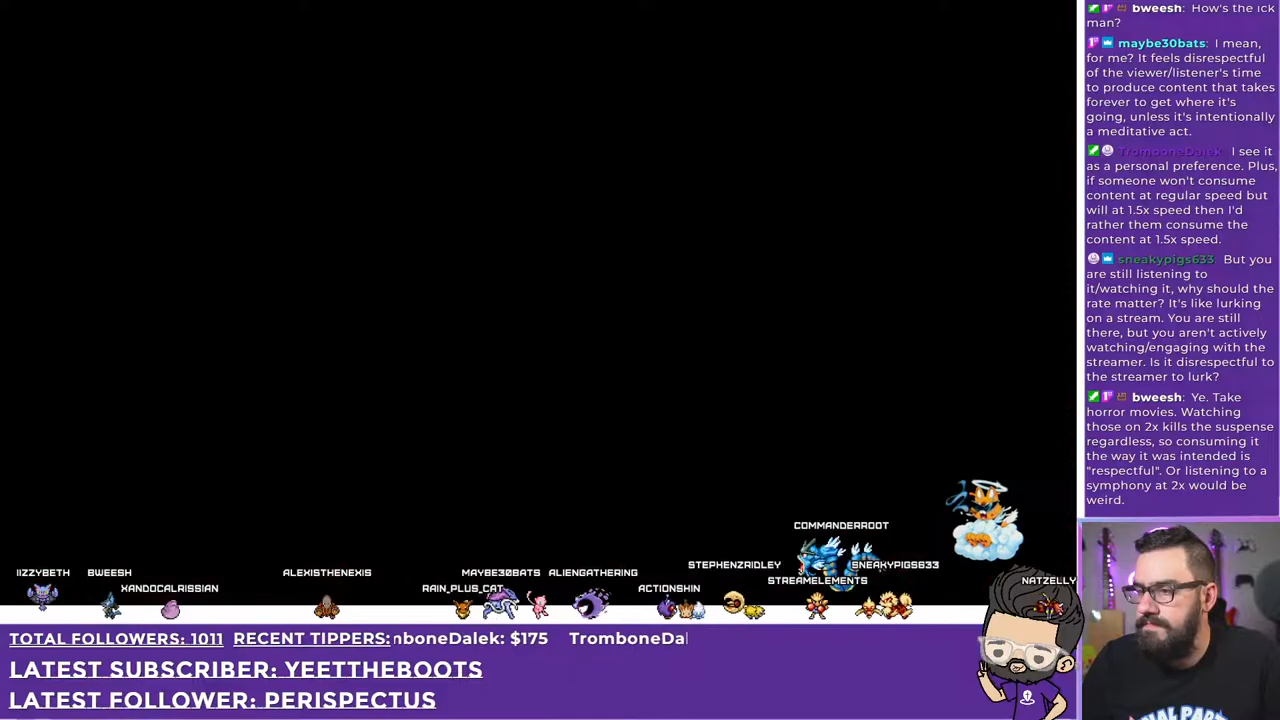 bweesh: How's the ick
man?
maybe30bats: I mean,
for me? It feels disrespectful
of the viewer/listener's time
to produce content that takes
forever to get where it's
going, unless it's intentionally
a meditative act.
TromboneDalek: I see it
as a personal preference. Plus,
if someone won't consume
content at regular speed but
will at 1.5x speed then I'd
rather them consume the
content at 1.5x speed.
sneakypigs633: But you
are still listening to
it/watching it, why should the
rate matter? It's like lurking
on a stream. You are still
there, but you aren't actively
watching/engaging with the
streamer. Is it disrespectful to
the streamer to lurk?
bweesh: Ye. Take
horror movies. Watching
those on 2x kills the suspense
regardless, so consuming it
the way it was intended is
"respectful". Or listening to a
symphony at 2x would be
weird.
COMMANDERROOT
STEPHENZRIDLEY
SNEAKYPIGS633
IIZZYBETH
BWEESH
ALEXISTHENEXIS
MAYBE30BATS
ALIENGATHERING
STREAMELEMENTS
NATZELLY
XANDOCALRISSIAN
RAIN_PLUS_CAT
ACTIONSHIN
TOTAL FOLLOWERS: 1011 RECENT TIPPERS: mboneDalek: $175 TromboneDal
LATEST SUBSCRIBER: YEETTHEBOOTS
LATEST FOLLOWER: PERISPECTUS